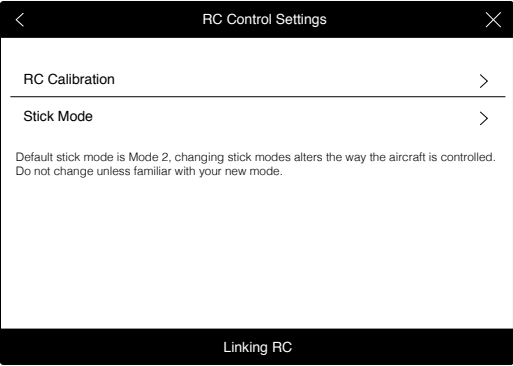 RC Control Settings
RC Calibration
Stick Mode
Default stick mode is Mode 2, changing stick modes alters the way the aircraft is controlled.
Do not change unless familiar with your new mode.
Linking RC